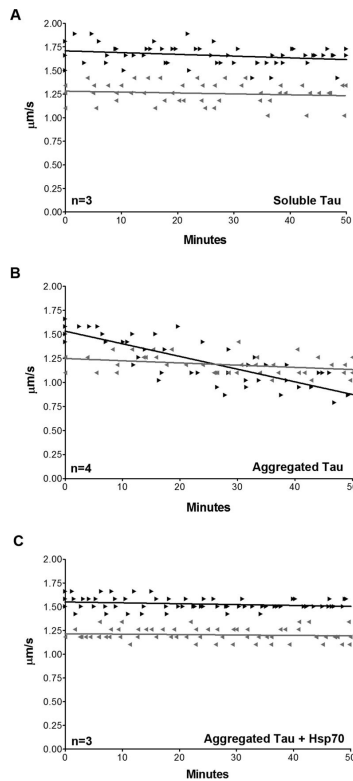 A
2.00
1.75
1.50
1.25
1.00
0.75
0.50
0.25
0.00
µm/s
n=3
Soluble Tau
0 10 20 30 40 50
Minutes
B
2.00
1.75
1.50
1.25
1.00
0.75
0.50
0.25
0.00
µm/s
n=4
Aggregated Tau
0 10 20 30 40 50
Minutes
C
2.00
1.75
1.50
1.25
1.00
0.75
0.50
0.25
0.00
µm/s
n=3
Aggregated Tau + Hsp70
0 10 20 30 40 50
Minutes